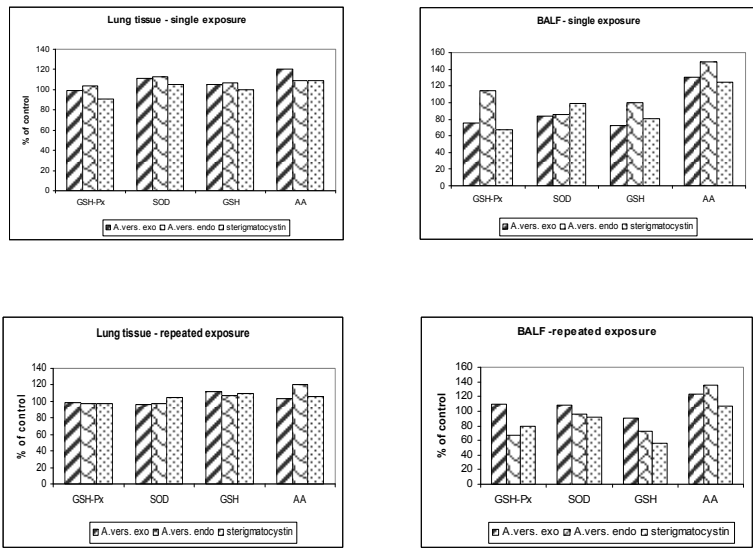 Lung tissue - single exposure
140
120
100
80
60
40
20
0
% of control
GSH-Px SOD GSH AA
A.vers. exo A.vers. endo sterigmatocystin
BALF - single exposure
160
140
120
100
80
60
40
20
0
% of control
GSH-Px SOD GSH AA
A.vers. exo A.vers. endo sterigmatocystin
Lung tissue - repeated exposure
140
120
100
80
60
40
20
0
% of control
GSH-Px SOD GSH AA
A.vers. exo A.vers. endo sterigmatocystin
BALF -repeated exposure
160
140
120
100
80
60
40
20
0
% of control
GSH-Px SOD GSH AA
A.vers. exo A.vers. endo sterigmatocystin